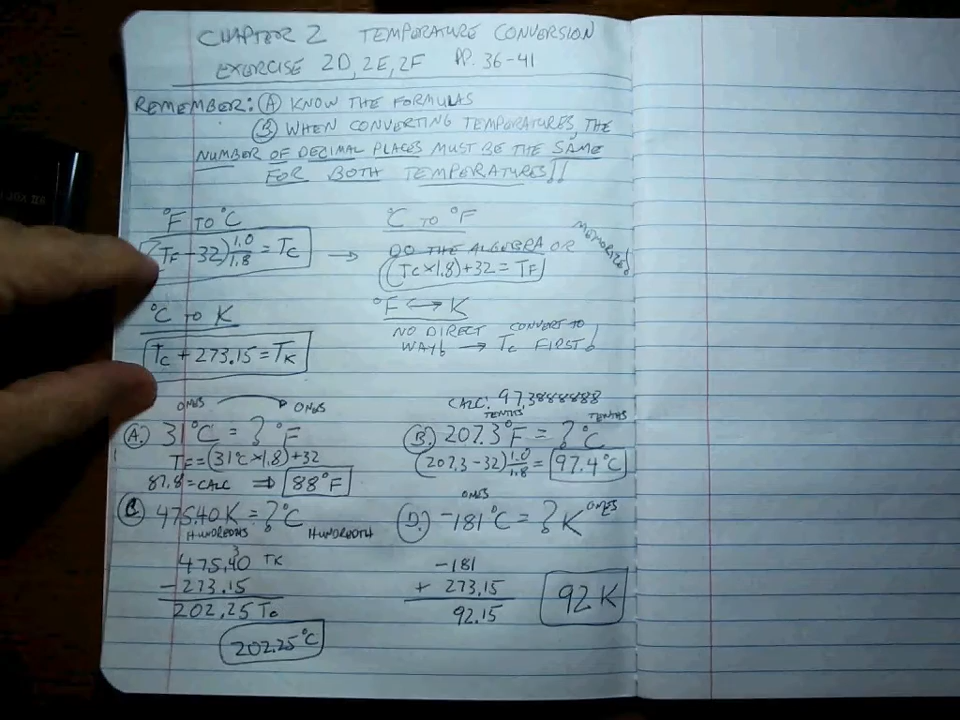 CHAPTER 2 TEMPERATURE CONVERSION
EXERCISE 2D, 2E, 2F PP. 36-41
REMEMBER: (A) KNOW THE FORMULAS
(B) WHEN CONVERTING TEMPERATURES, THE
NUMBER OF DECIMAL PLACES MUST BE THE SAME
FOR BOTH TEMPERATURES!!
°F TO °C
(TF - 32) 1.0/1.8 = TC →
°C TO °F
DO THE ALGEBRA OR
(TC × 1.8) + 32 = TF
MEMORIZE!
°C TO K
TC + 273.15 = TK
°F ↔ K
NO DIRECT WAY! → CONVERT TO TC FIRST!
ONES → ONES
(A.) 31°C = ? °F
TF = (31°C × 1.8) + 32
87.8 = CALC ⇒ 88°F
CALC: 97.3888888
TENTHS TENTHS
(B.) 207.3°F = ? °C
(207.3 - 32) 1.0/1.8 = 97.4°C
(C.) 475.40 K = ? °C
HUNDREDTHS HUNDREDTH
3
475.40 TK
- 273.15
202.25 TC
202.25°C
ONES ONES
(D.) -181°C = ? K
-181
+ 273.15
92.15
92 K